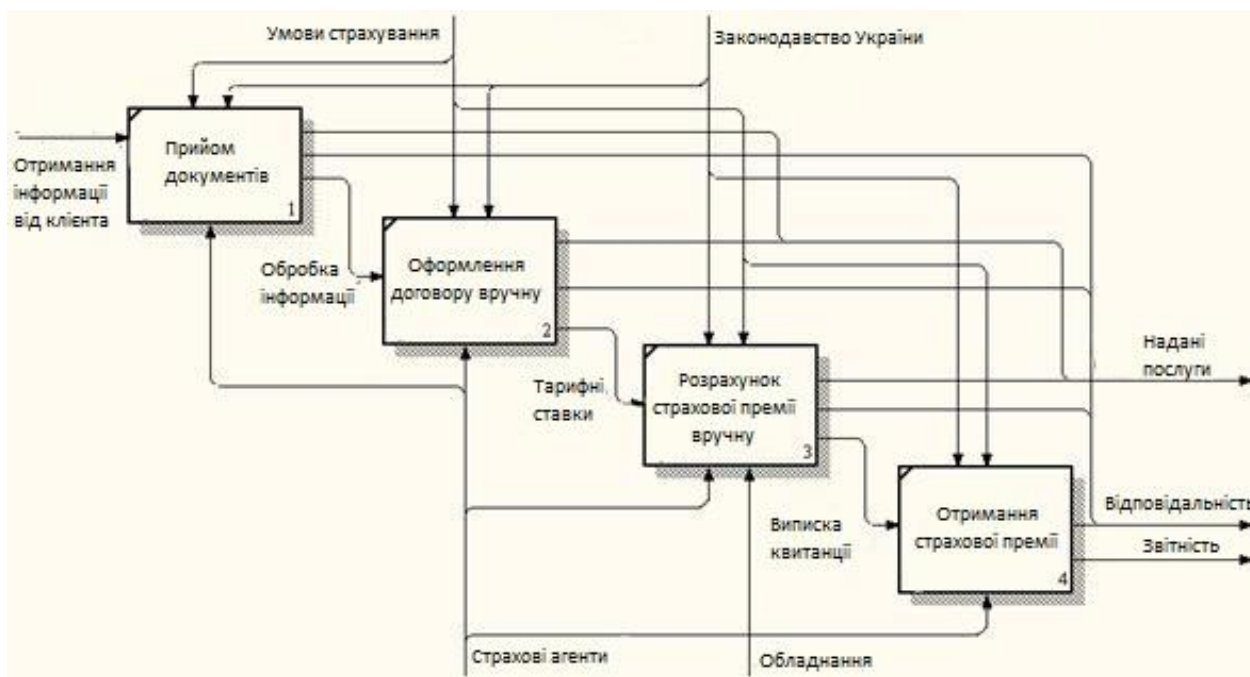 Умови страхування
Законодавство України
Отримання
інформації
від клієнта
Прийом
документів
1
Обробка
інформації
Оформлення
договору вручну
2
Тарифні
ставки
Розрахунок
страхової премії
вручну
3
Надані
послуги
Виписка
квитанції
Отримання
страхової премії
4
Відповідальність
Звітність
Страхові агенти
Обладнання